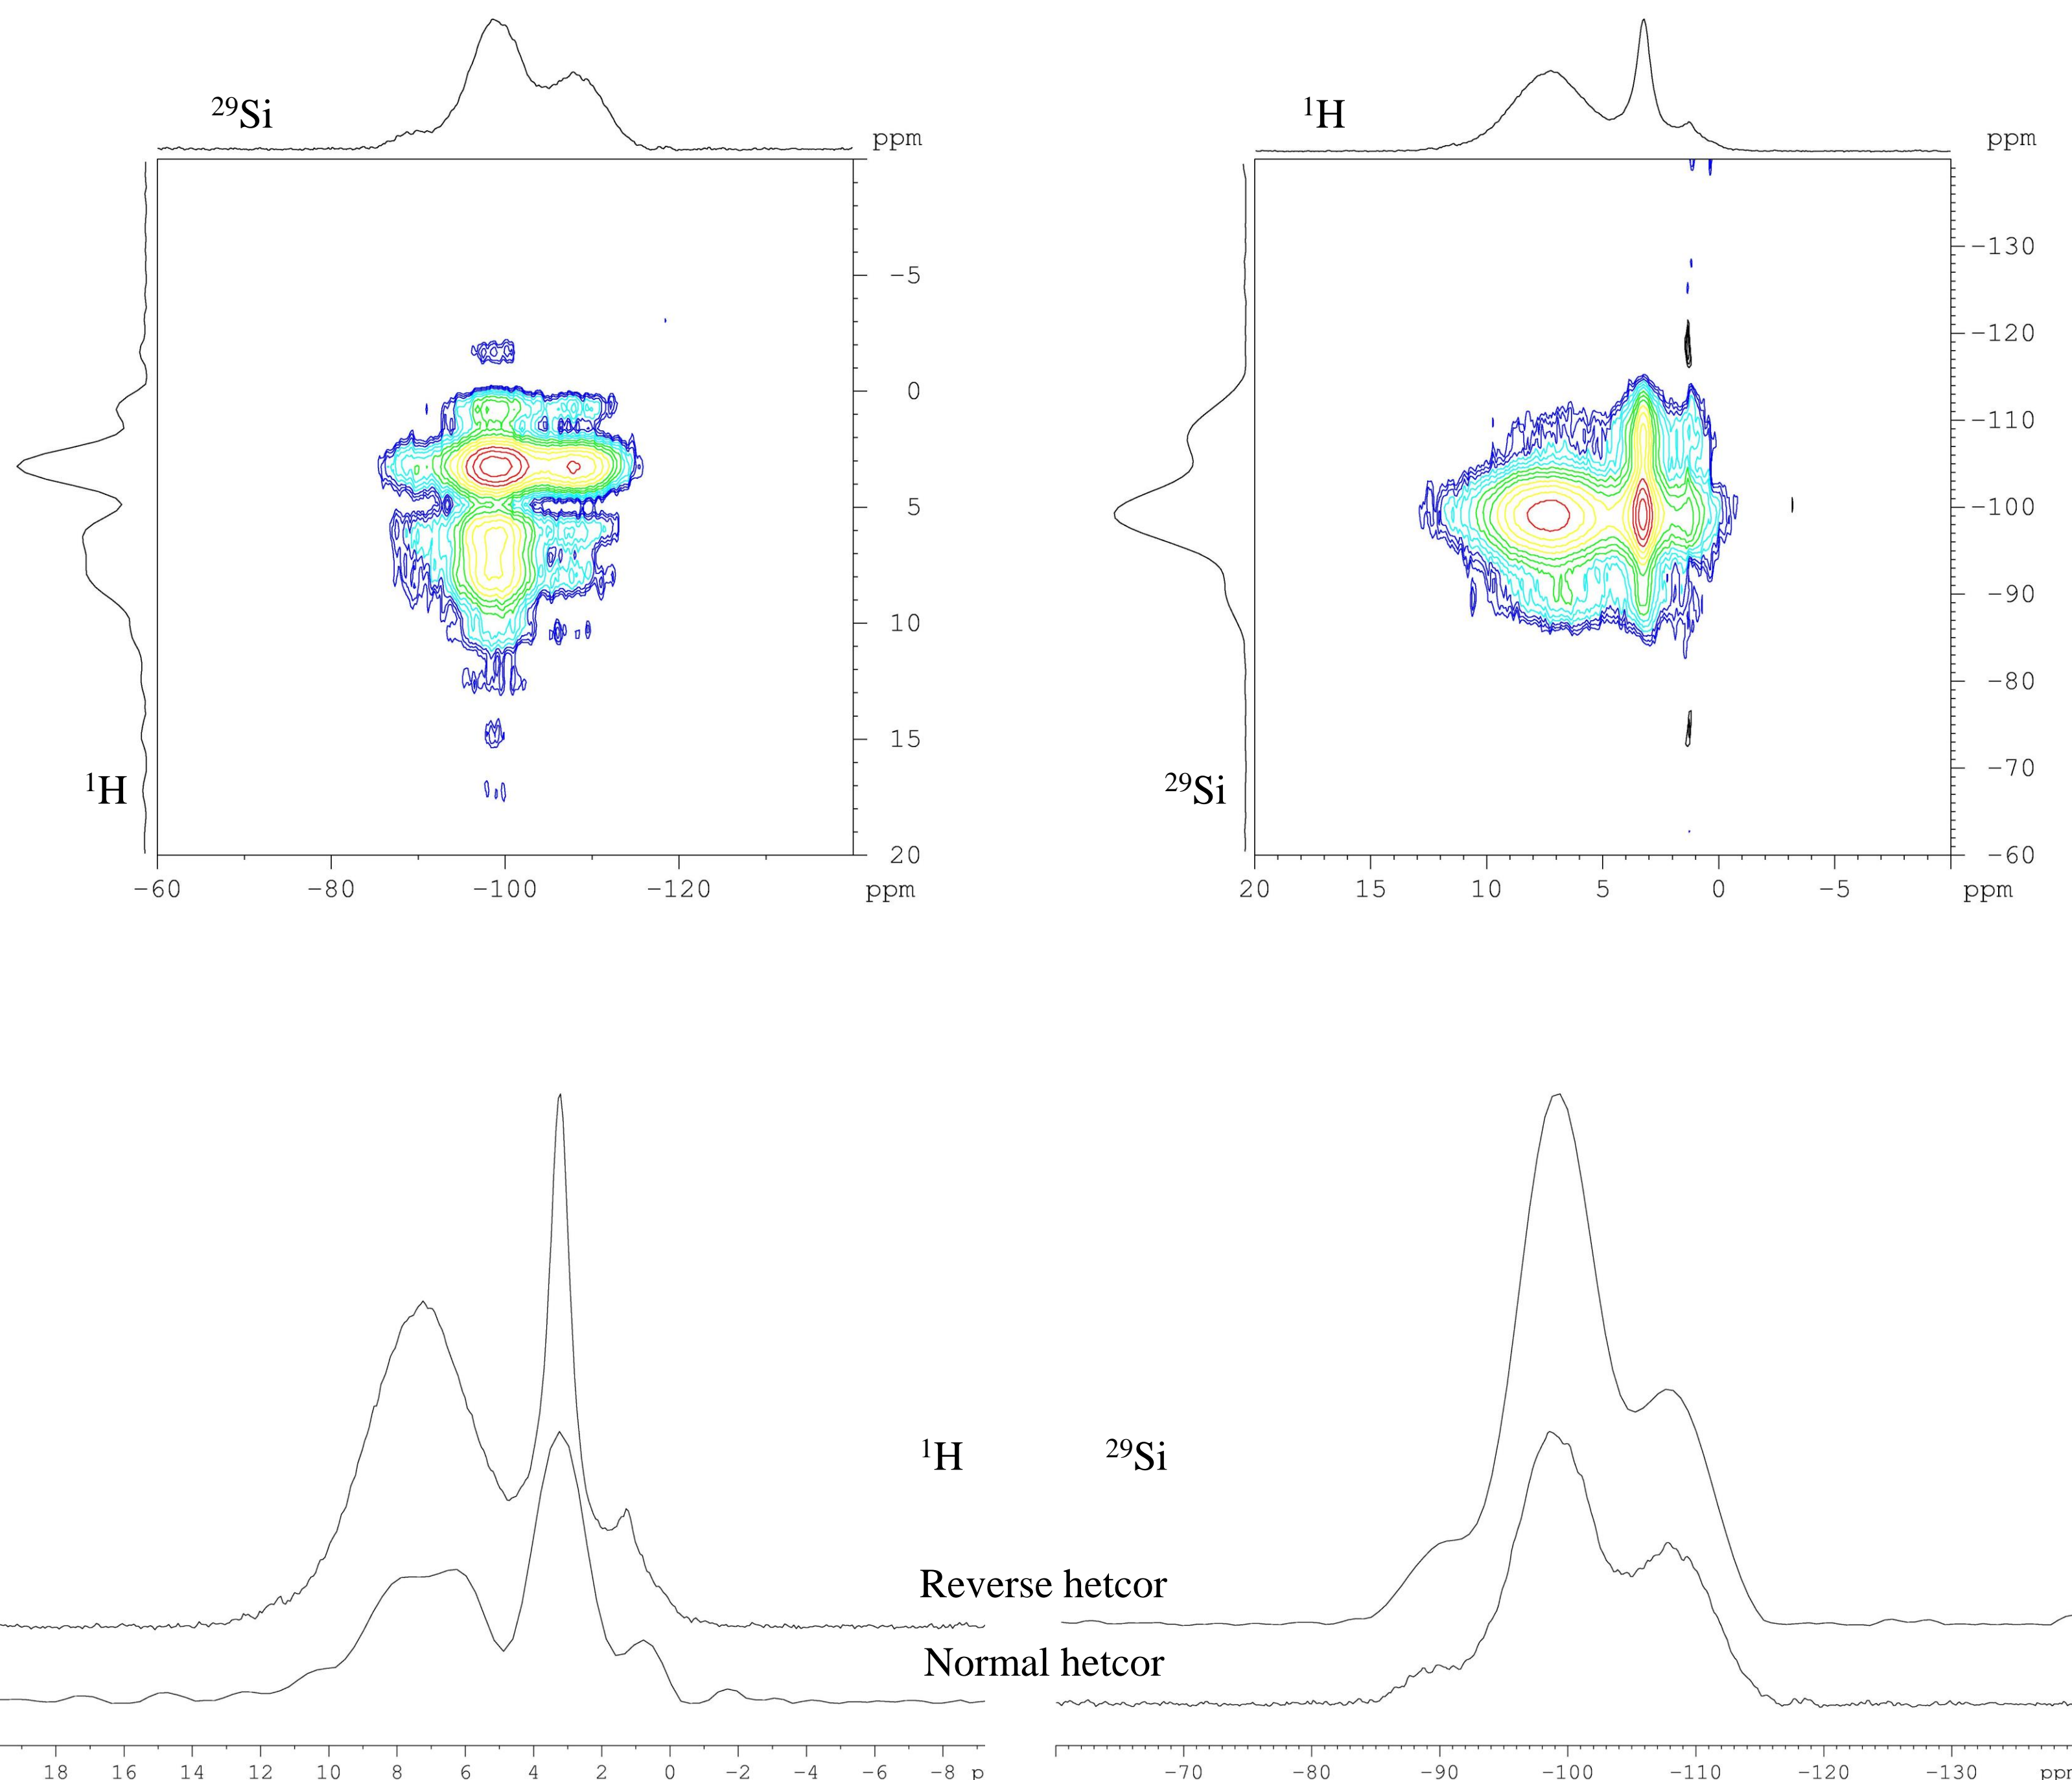 29Si
ppm
-5
0
5
10
15
20
1H
-60 -80 -100 -120 ppm
1H
ppm
-130
-120
-110
-100
-90
-80
-70
-60
29Si
20 15 10 5 0 -5 ppm
1H 29Si
Reverse hetcor
Normal hetcor
18 16 14 12 10 8 6 4 2 0 -2 -4 -6 -8 p
-70 -80 -90 -100 -110 -120 -130 ppm